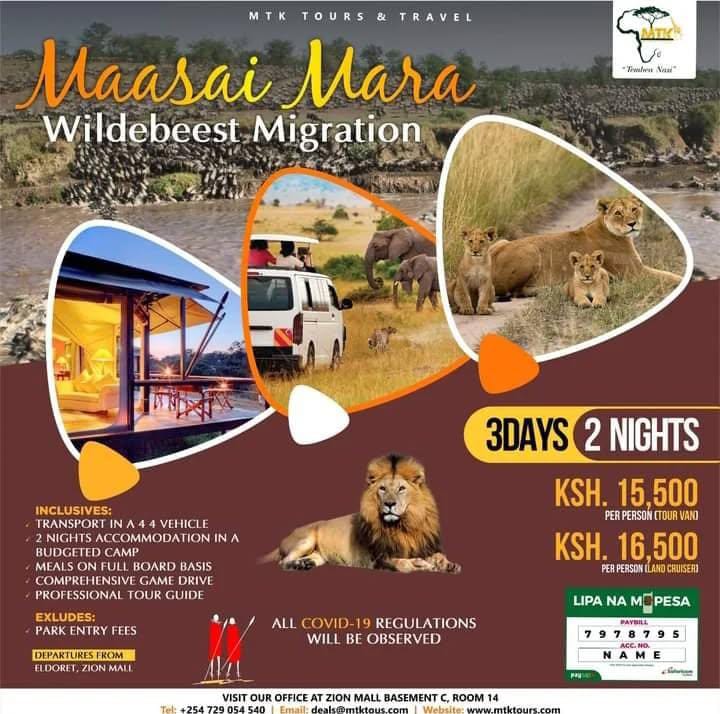 MTK TOURS & TRAVEL
MTK
"Tembea Nasi"
Maasai Mara
Wildebeest Migration
3DAYS 2 NIGHTS
KSH. 15,500
PER PERSON (TOUR VAN)
KSH. 16,500
PER PERSON (LAND CRUISER)
INCLUSIVES:
TRANSPORT IN A 4 4 VEHICLE
2 NIGHTS ACCOMMODATION IN A
BUDGETED CAMP
MEALS ON FULL BOARD BASIS
COMPREHENSIVE GAME DRIVE
PROFESSIONAL TOUR GUIDE
EXLUDES:
PARK ENTRY FEES
DEPARTURES FROM
ELDORET, ZION MALL
ALL COVID-19 REGULATIONS
WILL BE OBSERVED
LIPA NA M PESA
PAYBILL
7978795
ACC. NO.
NAME
Safaricom
VISIT OUR OFFICE AT ZION MALL BASEMENT C, ROOM 14
Tel: +254 729 054 540 | Email: deals@mtktous.com | Website: www.mtktours.com